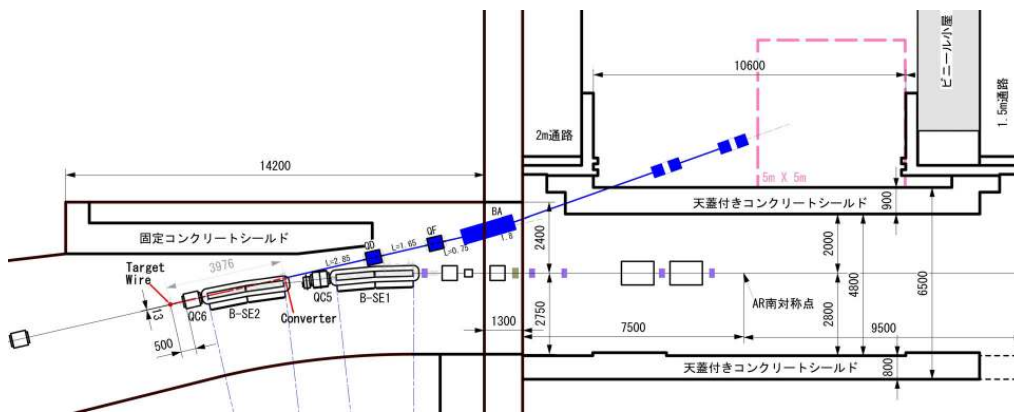 10600
ビニール小屋
1.5m通路
2m通路
14200
5m X 5m
天蓋付きコンクリートシールド
900
固定コンクリートシールド
QD
QF
BA
L=2.85
L=1.65
L=0.75
1.8
2400
2000
3976
Target
Wire
QC6
B-SE2
QC5
B-SE1
Converter
13
500
1300
2750
7500
AR南対称点
2800
4800
6500
9500
天蓋付きコンクリートシールド
800